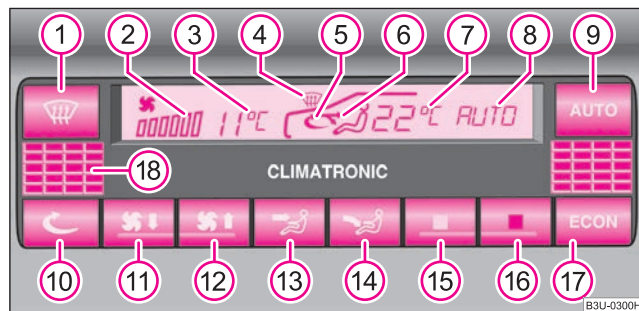 1 2 3 4 5 6 7 8 9
11°C 22°C AUTO AUTO
18
CLIMATRONIC
ECON
10 11 12 13 14 15 16 17
B3U-0300H